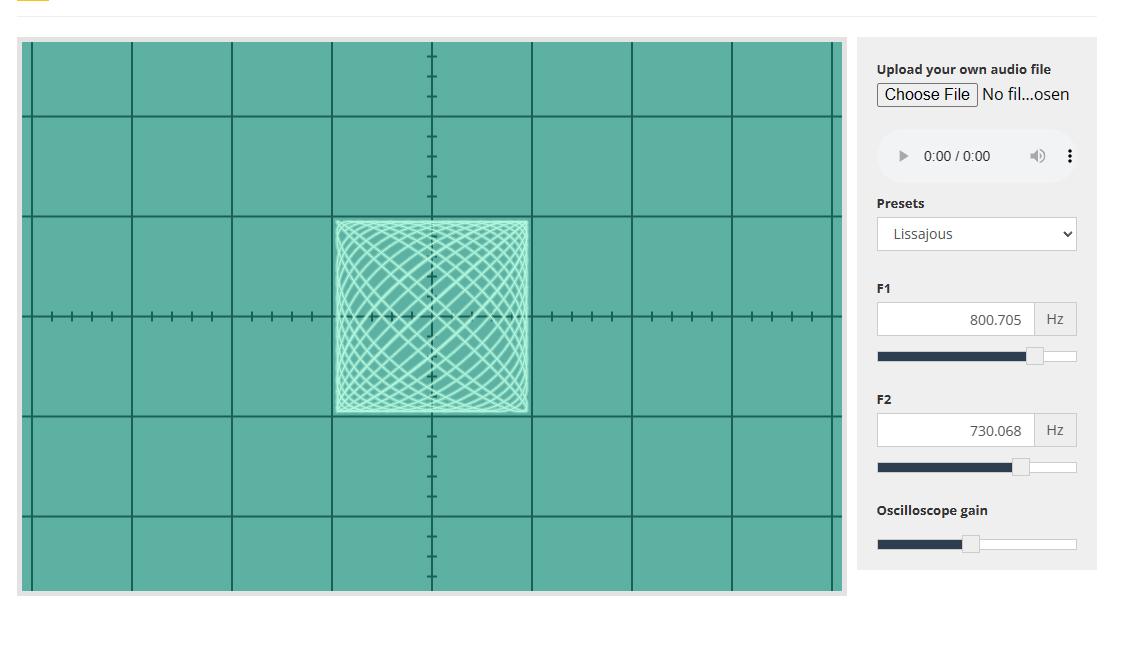 Upload your own audio file
Choose File No fil...osen
0:00 / 0:00
Presets
Lissajous
F1
800.705 Hz
F2
730.068 Hz
Oscilloscope gain